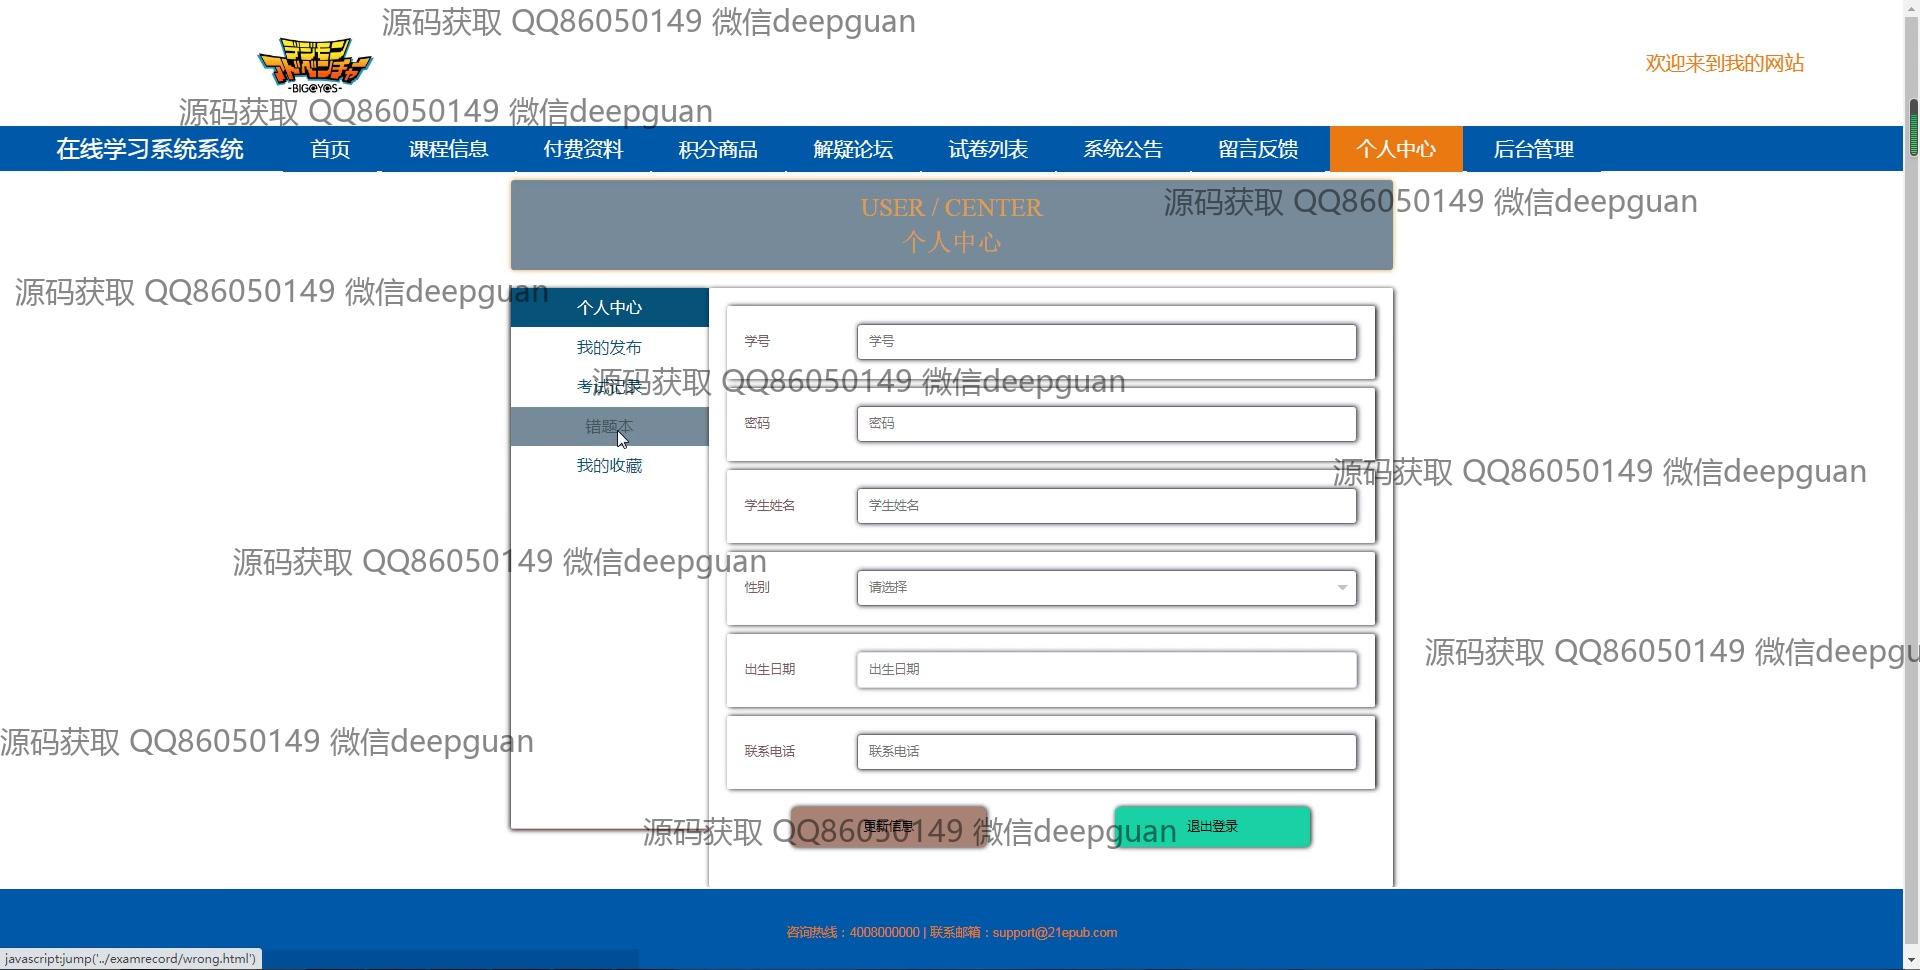 源码获取 QQ86050149 微信deepguan
デジモン
アドベンチャー
-BIG@Y@S-
欢迎来到我的网站
源码获取 QQ86050149 微信deepguan
在线学习系统系统 首页 课程信息 付费资料 积分商品 解疑论坛 试卷列表 系统公告 留言反馈 个人中心 后台管理
USER / CENTER
源码获取 QQ86050149 微信deepguan
个人中心
源码获取 QQ86050149 微信deepguan
个人中心
我的发布
考试记录
错题本
我的收藏
学号 学号
源码获取 QQ86050149 微信deepguan
密码 密码
源码获取 QQ86050149 微信deepguan
学生姓名 学生姓名
源码获取 QQ86050149 微信deepguan
性别 请选择
源码获取 QQ86050149 微信deepgu
出生日期 出生日期
源码获取 QQ86050149 微信deepguan
联系电话 联系电话
源码获取 QQ86050149 微信deepguan
更新信息 退出登录
咨询热线：4008000000 | 联系邮箱：support@21epub.com
javascript:jump('../examrecord/wrong.html')